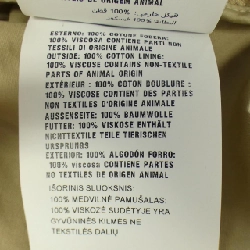 DE ORIGEN ANIMAL
ESTERNO: 100% COTONE FODERA:
100% VISCOSA CONTIENE PARTI NON
TESSILI DI ORIGINE ANIMALE
OUTSIDE: 100% COTTON LINING:
100% VISCOSE CONTAINS NON-TEXTILE
PARTS OF ANIMAL ORIGIN
EXTÉRIEUR : 100% COTON DOUBLURE :
100% VISCOSE CONTIENT DES PARTIES
NON TEXTILES D'ORIGINE ANIMALE
AUSSENSEITE: 100% BAUMWOLLE
FUTTER: 100% VISKOSE ENTHÄLT
NICHTTEXTILE TEILE TIERISCHEN
URSPRUNGS
EXTERIOR: 100% ALGODÓN FORRO:
100% VISCOSA CONTIENE PARTES
NO TEXTILES DE ORIGEN ANIMAL
IŠORINIS SLUOKSNIS
100% MEDVILNĖ PAMUŠALAS:
100% VISKOZĖ SUDĖTYJE YRA
GYVŪNINĖS KILMĖS NE
TEKSTILĖS DALIŲ